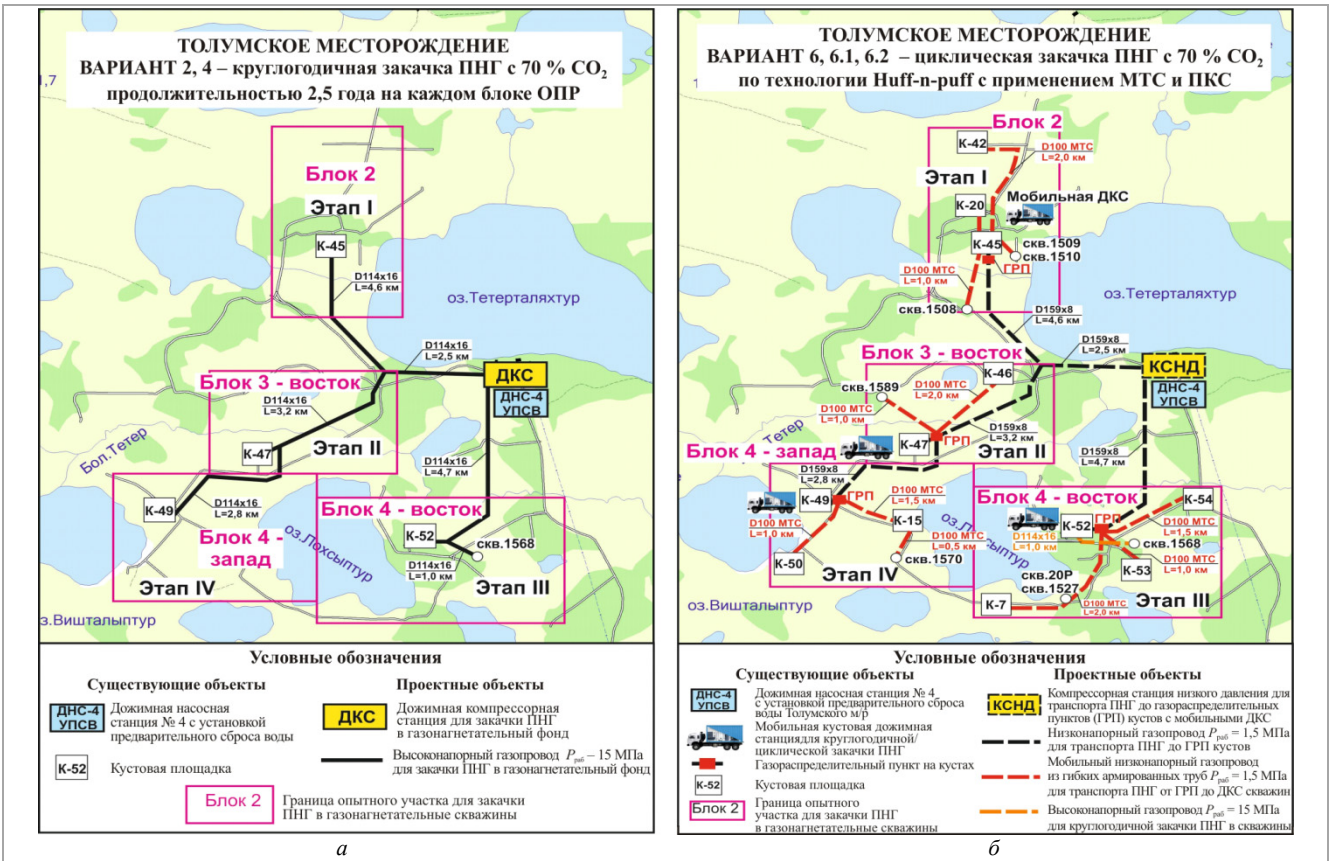 ТОЛУМСКОЕ МЕСТОРОЖДЕНИЕ
ВАРИАНТ 2, 4 – круглогодичная закачка ПНГ с 70 % CO₂
продолжительностью 2,5 года на каждом блоке ОПР
Блок 2
Этап I
К-45
D114x16
L=4,6 км
оз.Тетерталяхтур
D114x16
L=2,5 км
ДКС
ДНС-4
УПСВ
Блок 3 - восток
D114x16
L=3,2 км
Бол.Тетер
К-47
Этап II
D114x16
L=4,7 км
К-49
D114x16
L=2,8 км
Блок 4 -
запад
Этап IV
оз.Лохсыптур
Блок 4 - восток
К-52
скв.1568
D114x16
L=1,0 км
Этап III
оз.Вишталыптур
Условные обозначения
Существующие объекты
ДНС-4
УПСВ
Дожимная насосная
станция № 4 с установкой
предварительного сброса воды
К-52
Кустовая площадка
Проектные объекты
ДКС
Дожимная компрессорная
станция для закачки ПНГ
в газонагнетательный фонд
Высоконапорный газопровод Pраб – 15 МПа
для закачки ПНГ в газонагнетательный фонд
Блок 2
Граница опытного участка для закачки
ПНГ в газонагнетательные скважины
а
ТОЛУМСКОЕ МЕСТОРОЖДЕНИЕ
ВАРИАНТ 6, 6.1, 6.2 – циклическая закачка ПНГ с 70 % CO₂
по технологии Huff-n-puff с применением МТС и ПКС
Блок 2
К-42
D100 МТС
L=2,0 км
Этап I
К-20
Мобильная ДКС
К-45
скв.1509
скв.1510
ГРП
D100 МТС
L=1,0 км
скв.1508
оз.Тетерталяхтур
D159x8
L=4,6 км
D159x8
L=2,5 км
Блок 3 - восток
К-46
КСНД
ДНС-4
УПСВ
скв.1589
D100 МТС
L=2,0 км
D100 МТС
L=1,0 км
Тетер
К-47
ГРП
D159x8
L=3,2 км
Этап II
Блок 4 - запад
D159x8
L=2,8 км
D159x8
L=4,7 км
К-49
ГРП
D100 МТС
L=1,5 км
D100 МТС
L=1,0 км
К-15
D100 МТС
L=0,5 км
К-50
скв.1570
Этап IV
Блок 4 - восток
К-54
К-52
ГРП
D100 МТС
L=1,5 км
D114x16
L=1,0 км
скв.1568
К-53
D100 МТС
L=1,0 км
скв.20Р
скв.1527
К-7
D100 МТС
L=2,0 км
Этап III
оз.Вишталыптур
Условные обозначения
Существующие объекты
ДНС-4
УПСВ
Дожимная насосная станция № 4
с установкой предварительного сброса
воды Толумского м/р
Мобильная кустовая дожимная
станциядля круглогодичной/
циклической закачки ПНГ
Газораспределительный пункт на кустах
К-52
Кустовая площадка
Блок 2
Граница опытного
участка для закачки ПНГ
в газонагнетательные скважины
Проектные объекты
КСНД
Компрессорная станция низкого давления для
транспорта ПНГ до газораспределительных
пунктов (ГРП) кустов с мобильными ДКС
Низконапорный газопровод Pраб = 1,5 МПа
для транспорта ПНГ до ГРП кустов
Мобильный низконапорный газопровод
из гибких армированных труб Pраб = 1,5 МПа
для транспорта ПНГ от ГРП до ДКС скважин
Высоконапорный газопровод Pраб = 15 МПа
для круглогодичной закачки ПНГ в скважины
б